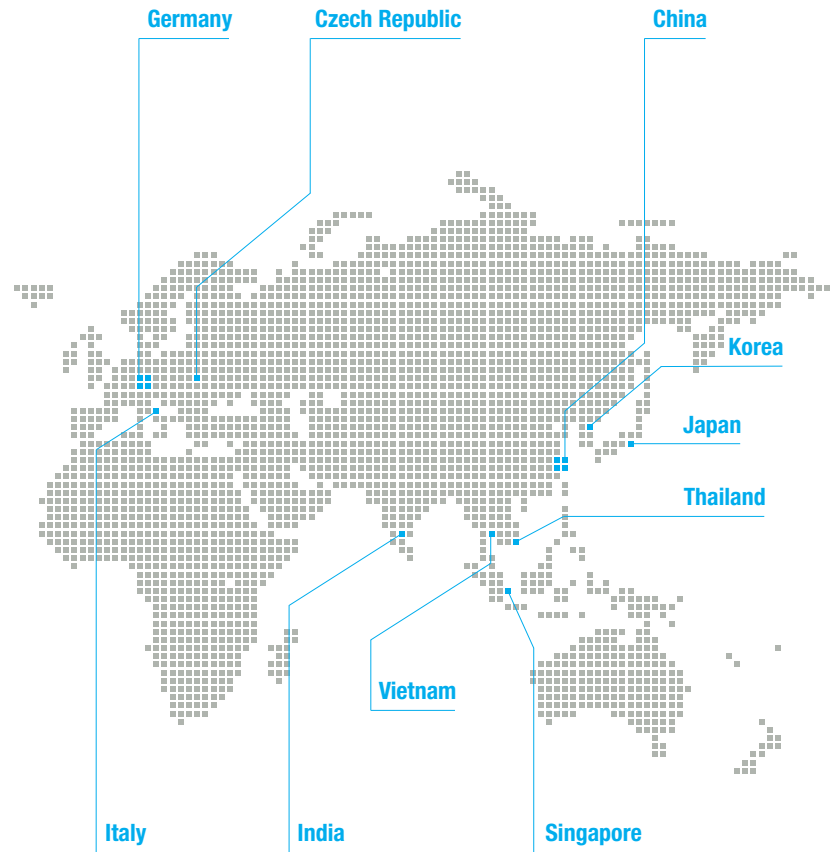 Germany
Czech Republic
China
Korea
Japan
Thailand
Vietnam
Italy
India
Singapore